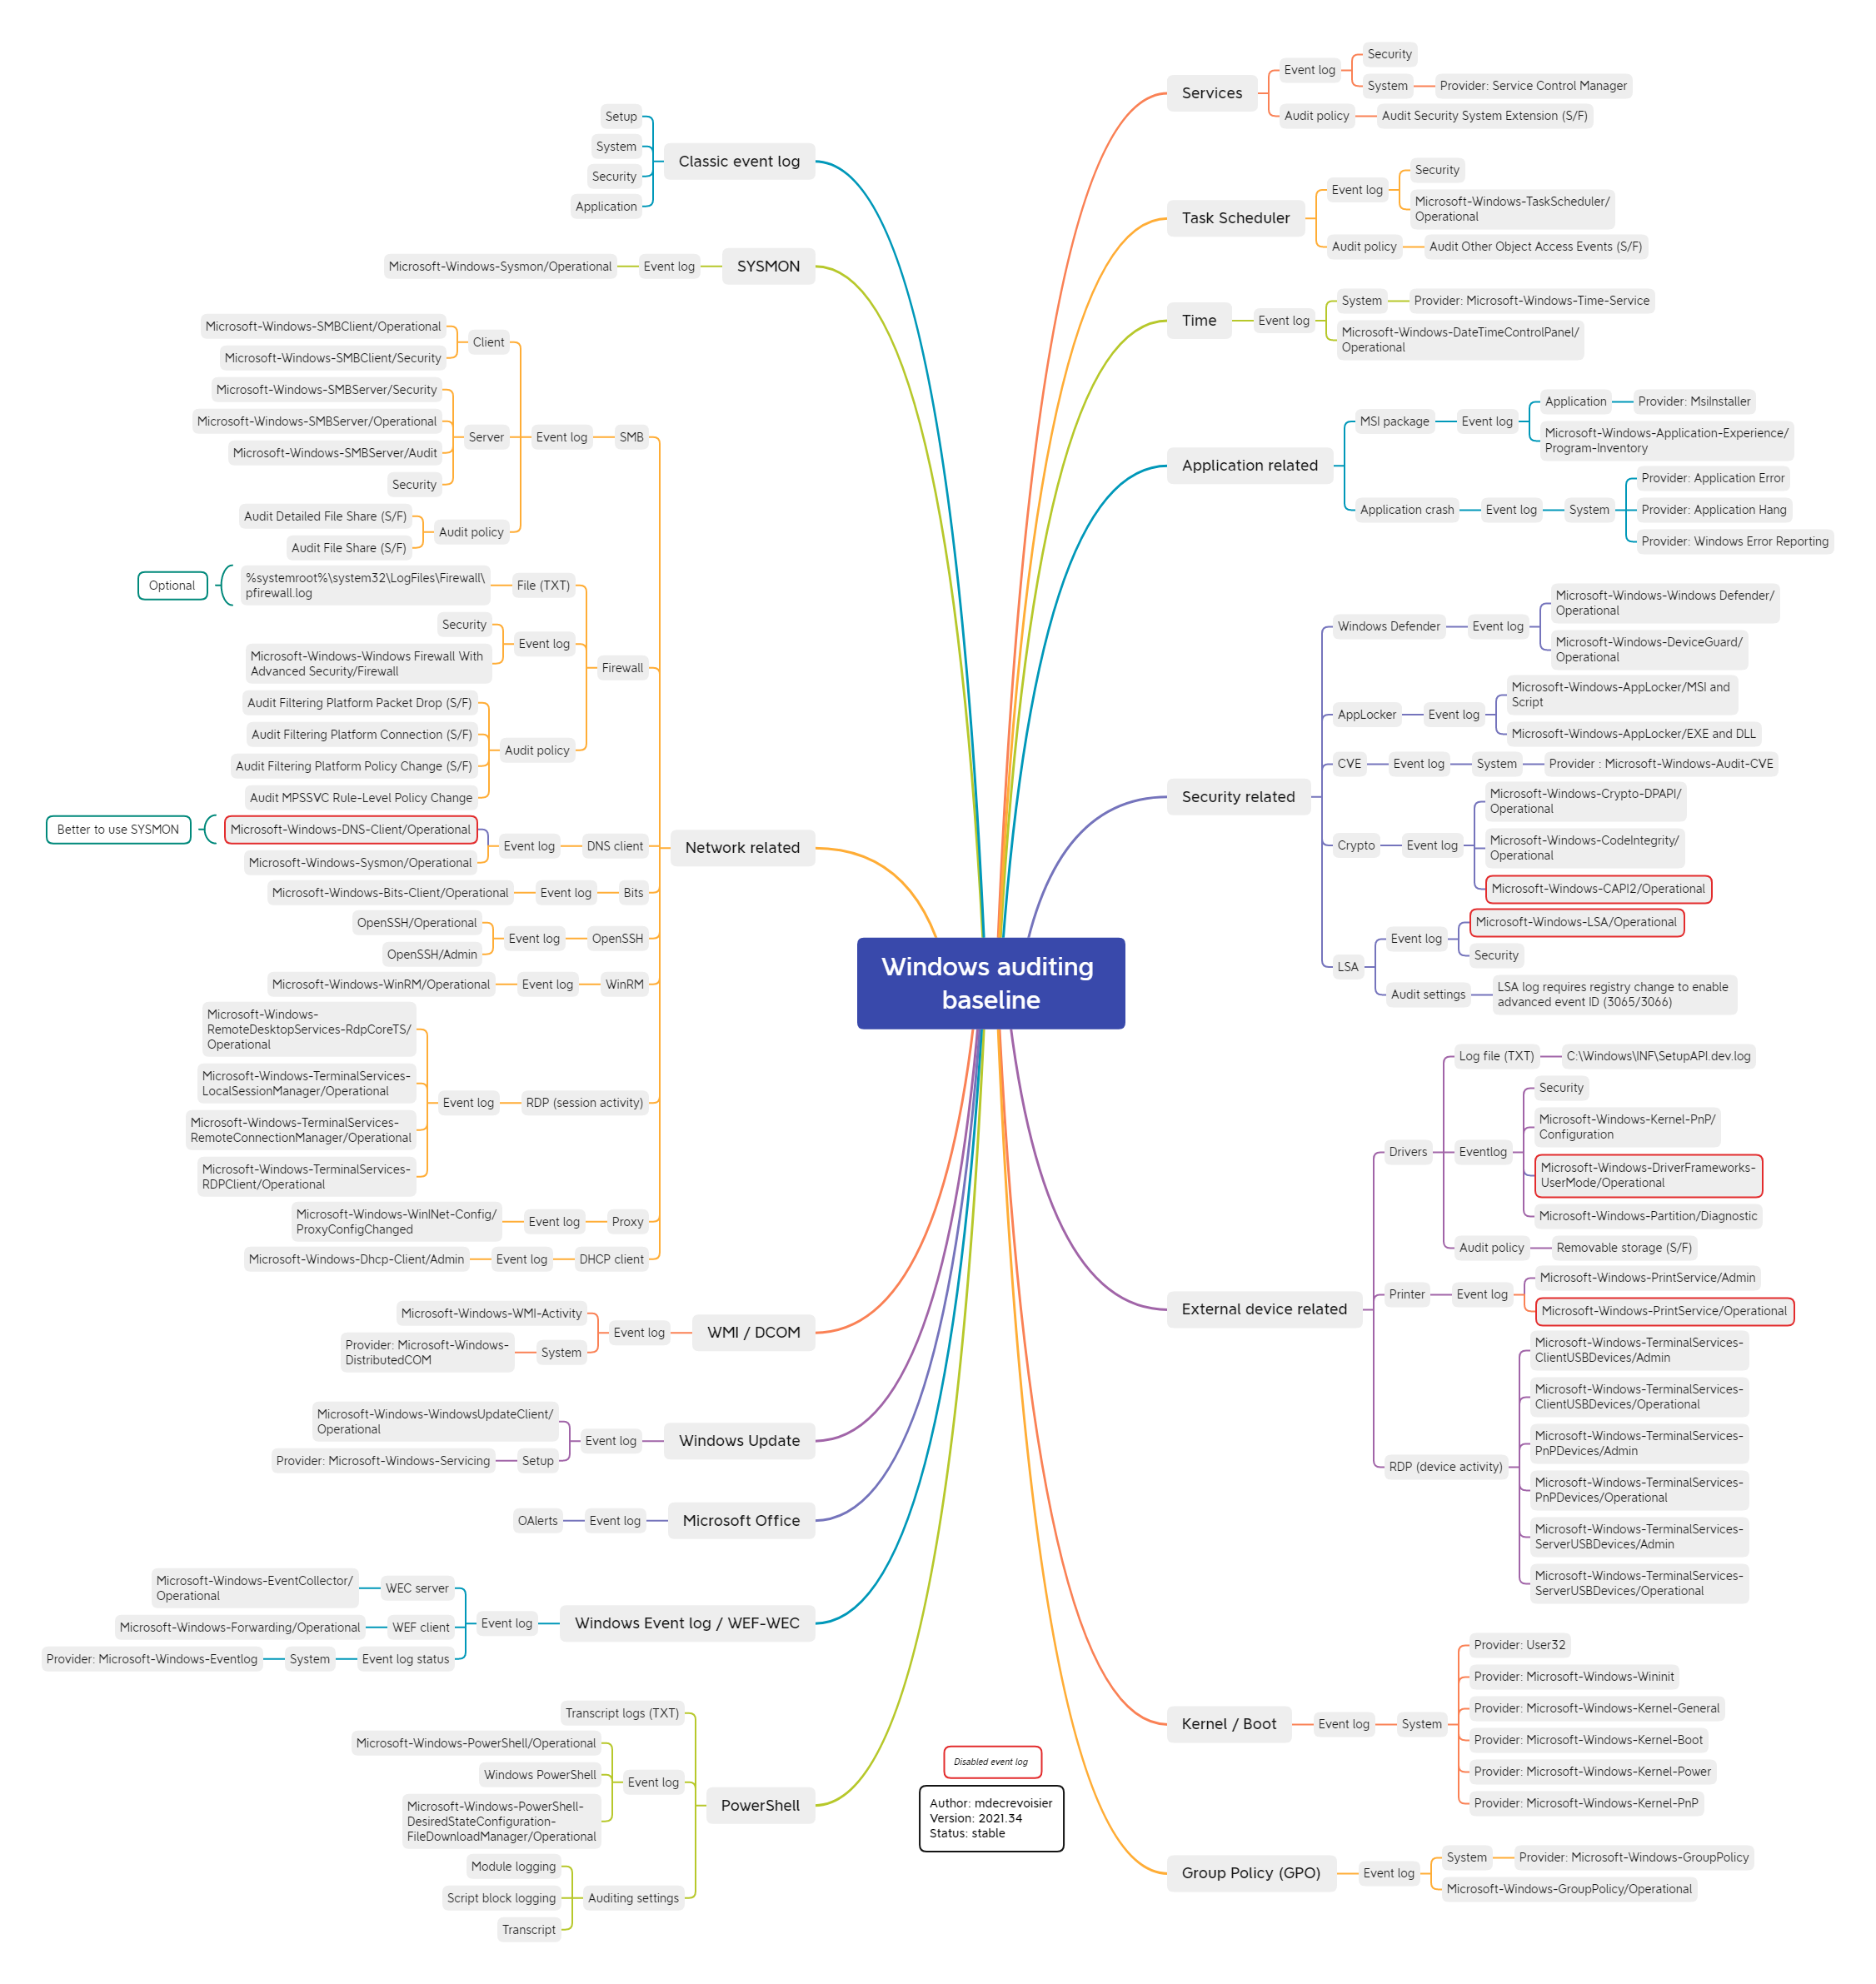 Windows auditing
baseline
Classic event log
Setup
System
Security
Application
SYSMON
Event log
Microsoft-Windows-Sysmon/Operational
Network related
SMB
Event log
Client
Microsoft-Windows-SMBClient/Operational
Microsoft-Windows-SMBClient/Security
Server
Microsoft-Windows-SMBServer/Security
Microsoft-Windows-SMBServer/Operational
Microsoft-Windows-SMBServer/Audit
Security
Audit policy
Audit Detailed File Share (S/F)
Audit File Share (S/F)
Firewall
File (TXT)
%systemroot%\system32\LogFiles\Firewall\
pfirewall.log
Optional
Event log
Security
Microsoft-Windows-Windows Firewall With
Advanced Security/Firewall
Audit policy
Audit Filtering Platform Packet Drop (S/F)
Audit Filtering Platform Connection (S/F)
Audit Filtering Platform Policy Change (S/F)
Audit MPSSVC Rule-Level Policy Change
DNS client
Event log
Microsoft-Windows-DNS-Client/Operational
Better to use SYSMON
Microsoft-Windows-Sysmon/Operational
Bits
Event log
Microsoft-Windows-Bits-Client/Operational
OpenSSH
Event log
OpenSSH/Operational
OpenSSH/Admin
WinRM
Event log
Microsoft-Windows-WinRM/Operational
RDP (session activity)
Event log
Microsoft-Windows-
RemoteDesktopServices-RdpCoreTS/
Operational
Microsoft-Windows-TerminalServices-
LocalSessionManager/Operational
Microsoft-Windows-TerminalServices-
RemoteConnectionManager/Operational
Microsoft-Windows-TerminalServices-
RDPClient/Operational
Proxy
Event log
Microsoft-Windows-WinINet-Config/
ProxyConfigChanged
DHCP client
Event log
Microsoft-Windows-Dhcp-Client/Admin
WMI / DCOM
Event log
Microsoft-Windows-WMI-Activity
System
Provider: Microsoft-Windows-
DistributedCOM
Windows Update
Event log
Microsoft-Windows-WindowsUpdateClient/
Operational
Setup
Provider: Microsoft-Windows-Servicing
Microsoft Office
Event log
OAlerts
Windows Event log / WEF-WEC
Event log
WEC server
Microsoft-Windows-EventCollector/
Operational
WEF client
Microsoft-Windows-Forwarding/Operational
Event log status
System
Provider: Microsoft-Windows-Eventlog
PowerShell
Transcript logs (TXT)
Event log
Microsoft-Windows-PowerShell/Operational
Windows PowerShell
Microsoft-Windows-PowerShell-
DesiredStateConfiguration-
FileDownloadManager/Operational
Auditing settings
Module logging
Script block logging
Transcript
Services
Event log
Security
System
Provider: Service Control Manager
Audit policy
Audit Security System Extension (S/F)
Task Scheduler
Event log
Security
Microsoft-Windows-TaskScheduler/
Operational
Audit policy
Audit Other Object Access Events (S/F)
Time
Event log
System
Provider: Microsoft-Windows-Time-Service
Microsoft-Windows-DateTimeControlPanel/
Operational
Application related
MSI package
Event log
Application
Provider: MsiInstaller
Microsoft-Windows-Application-Experience/
Program-Inventory
Application crash
Event log
System
Provider: Application Error
Provider: Application Hang
Provider: Windows Error Reporting
Security related
Windows Defender
Event log
Microsoft-Windows-Windows Defender/
Operational
Microsoft-Windows-DeviceGuard/
Operational
AppLocker
Event log
Microsoft-Windows-AppLocker/MSI and
Script
Microsoft-Windows-AppLocker/EXE and DLL
CVE
Event log
System
Provider : Microsoft-Windows-Audit-CVE
Crypto
Event log
Microsoft-Windows-Crypto-DPAPI/
Operational
Microsoft-Windows-CodeIntegrity/
Operational
Microsoft-Windows-CAPI2/Operational
LSA
Event log
Microsoft-Windows-LSA/Operational
Security
Audit settings
LSA log requires registry change to enable
advanced event ID (3065/3066)
External device related
Drivers
Log file (TXT)
C:\Windows\INF\SetupAPI.dev.log
Eventlog
Security
Microsoft-Windows-Kernel-PnP/
Configuration
Microsoft-Windows-DriverFrameworks-
UserMode/Operational
Microsoft-Windows-Partition/Diagnostic
Audit policy
Removable storage (S/F)
Printer
Event log
Microsoft-Windows-PrintService/Admin
Microsoft-Windows-PrintService/Operational
RDP (device activity)
Microsoft-Windows-TerminalServices-
ClientUSBDevices/Admin
Microsoft-Windows-TerminalServices-
ClientUSBDevices/Operational
Microsoft-Windows-TerminalServices-
PnPDevices/Admin
Microsoft-Windows-TerminalServices-
PnPDevices/Operational
Microsoft-Windows-TerminalServices-
ServerUSBDevices/Admin
Microsoft-Windows-TerminalServices-
ServerUSBDevices/Operational
Kernel / Boot
Event log
System
Provider: User32
Provider: Microsoft-Windows-Wininit
Provider: Microsoft-Windows-Kernel-General
Provider: Microsoft-Windows-Kernel-Boot
Provider: Microsoft-Windows-Kernel-Power
Provider: Microsoft-Windows-Kernel-PnP
Group Policy (GPO)
Event log
System
Provider: Microsoft-Windows-GroupPolicy
Microsoft-Windows-GroupPolicy/Operational
Disabled event log
Author: mdecrevoisier
Version: 2021.34
Status: stable